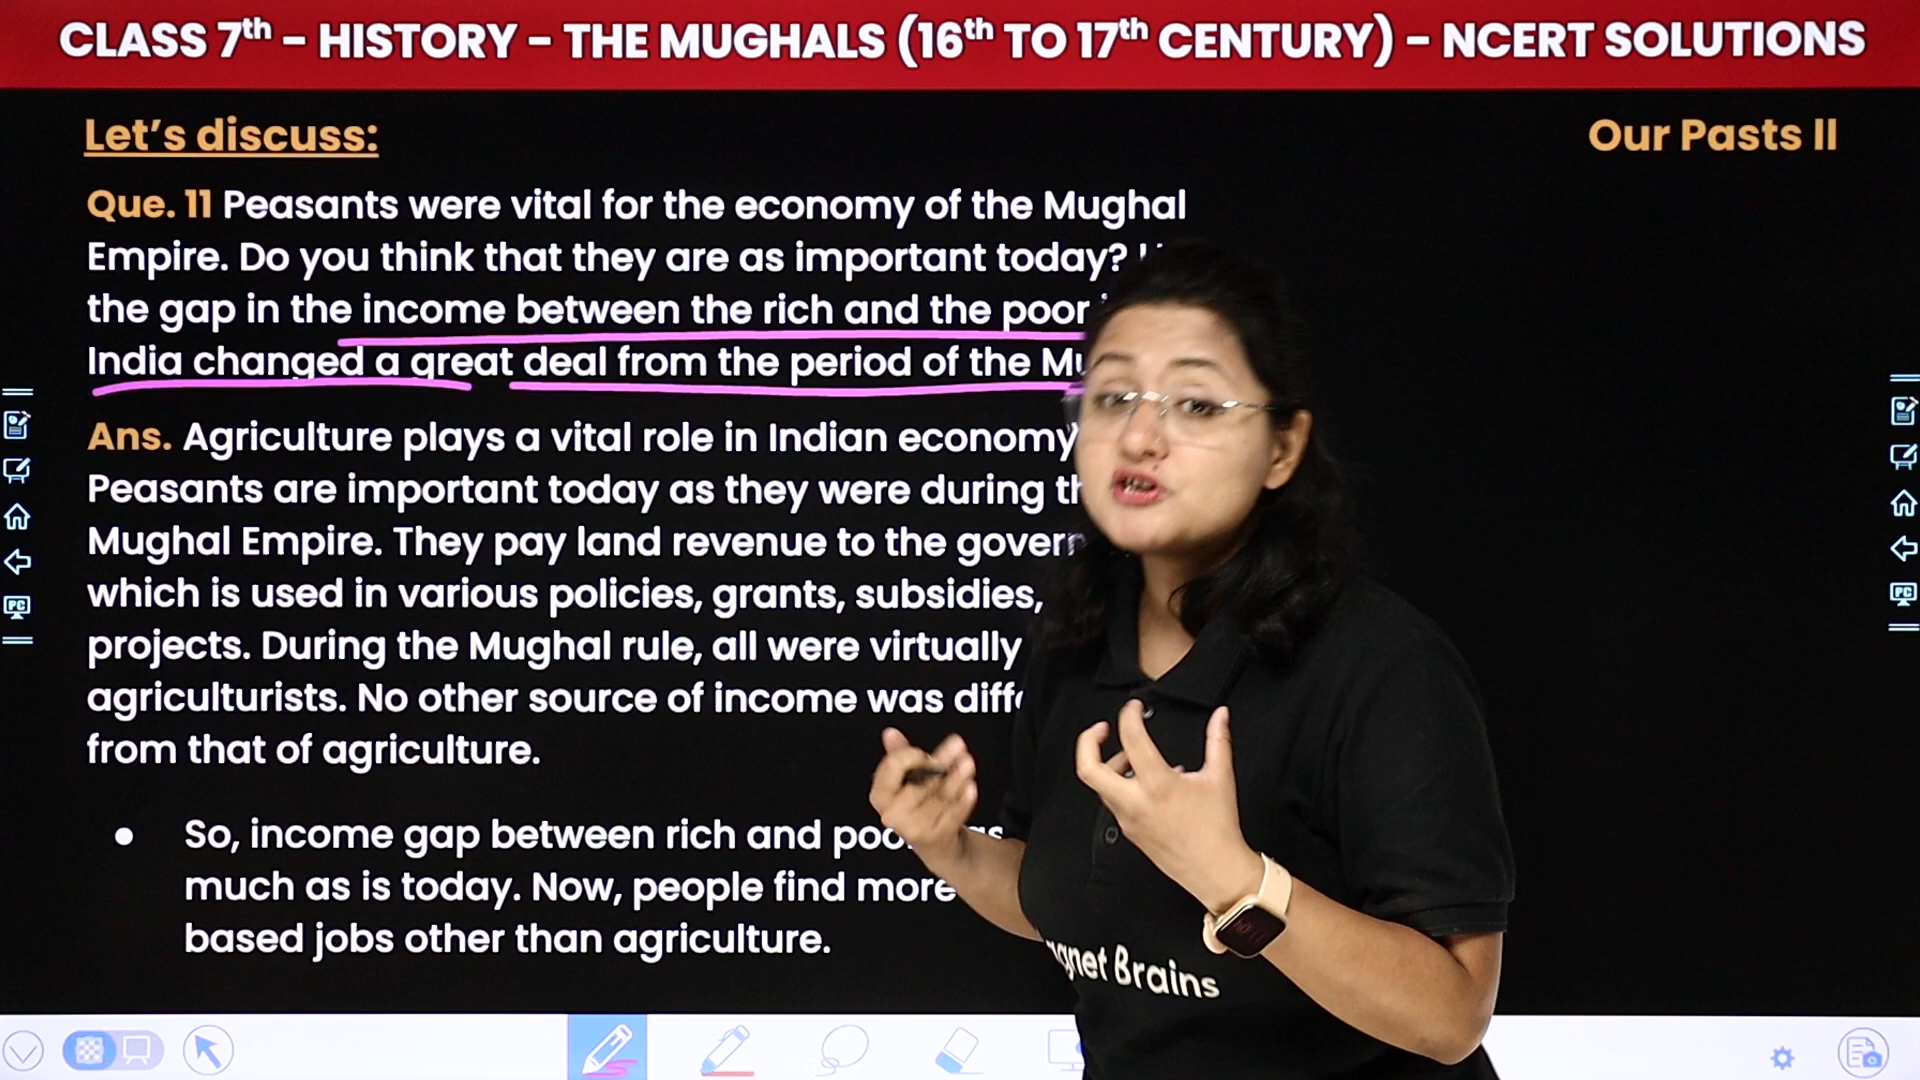 CLASS 7th – HISTORY – THE MUGHALS (16th TO 17th CENTURY) – NCERT SOLUTIONS
Let's discuss:
Our Pasts II
Que. 11 Peasants were vital for the economy of the Mughal
Empire. Do you think that they are as important today?
the gap in the income between the rich and the poor
India changed a great deal from the period of the
Ans. Agriculture plays a vital role in Indian economy
Peasants are important today as they were during
Mughal Empire. They pay land revenue to the
which is used in various policies, grants, subsidies,
projects. During the Mughal rule, all were virtually
agriculturists. No other source of income was
from that of agriculture.
● So, income gap between rich and
much as is today. Now, people find more
based jobs other than agriculture.
Brains
PC
PC